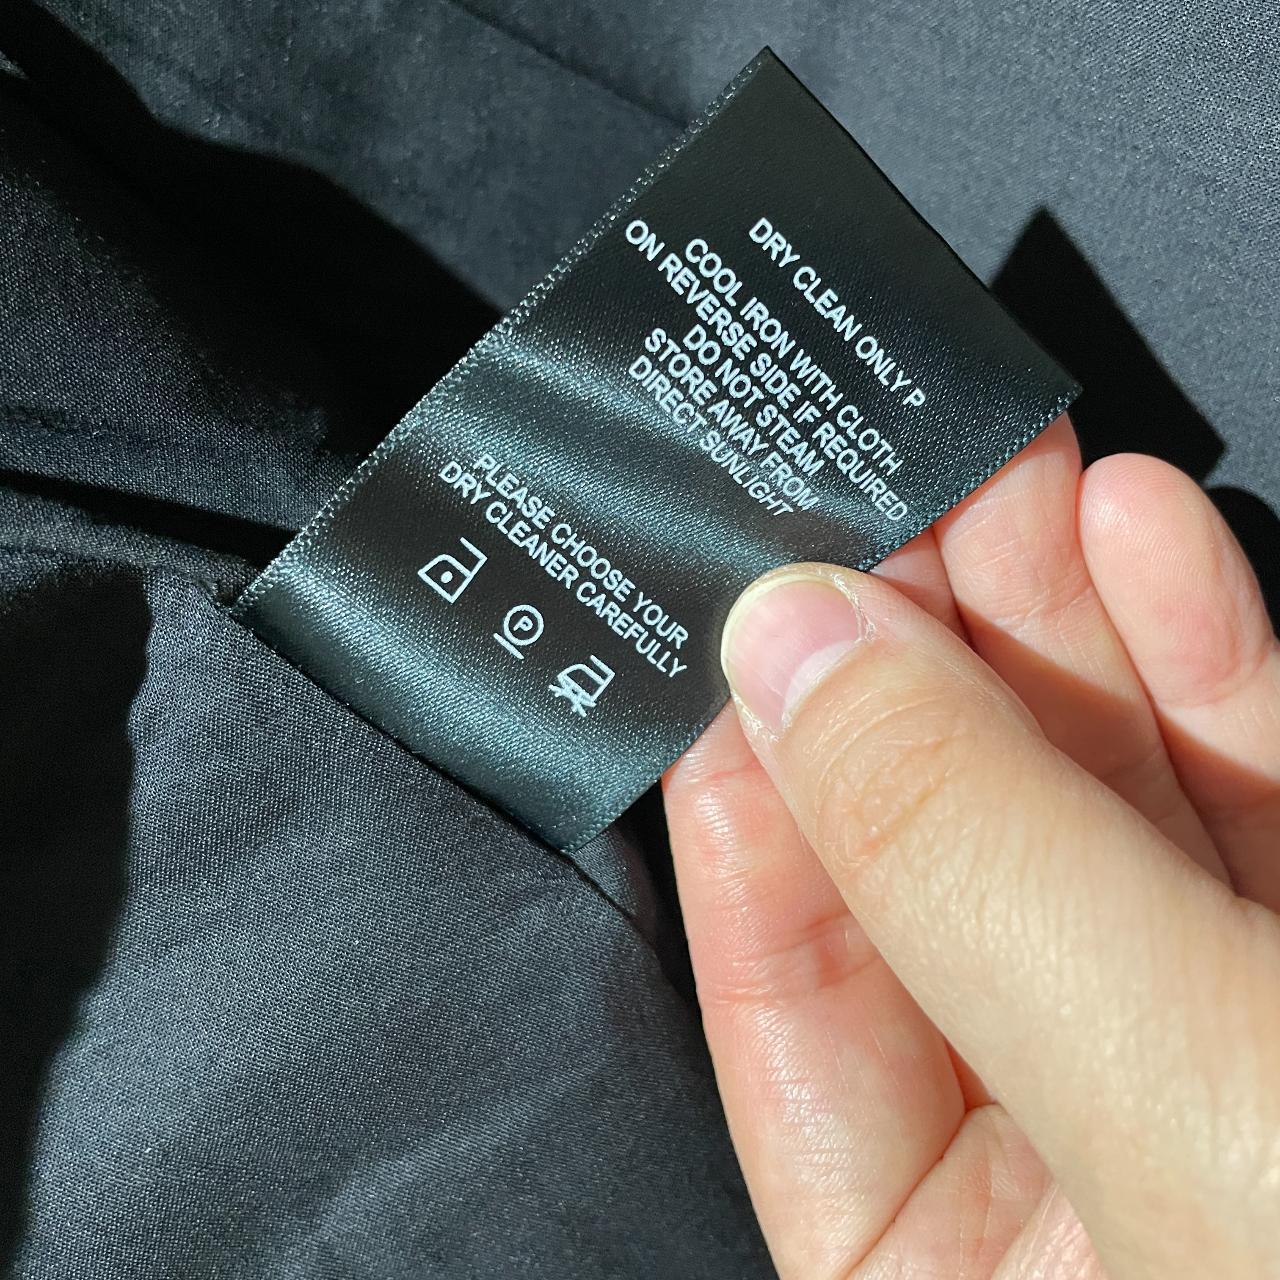 DRY CLEAN ONLY P
COOL IRON WITH CLOTH
ON REVERSE SIDE IF REQUIRED
DO NOT STEAM
STORE AWAY FROM
DIRECT SUNLIGHT
PLEASE CHOOSE YOUR
DRY CLEANER CAREFULLY
P